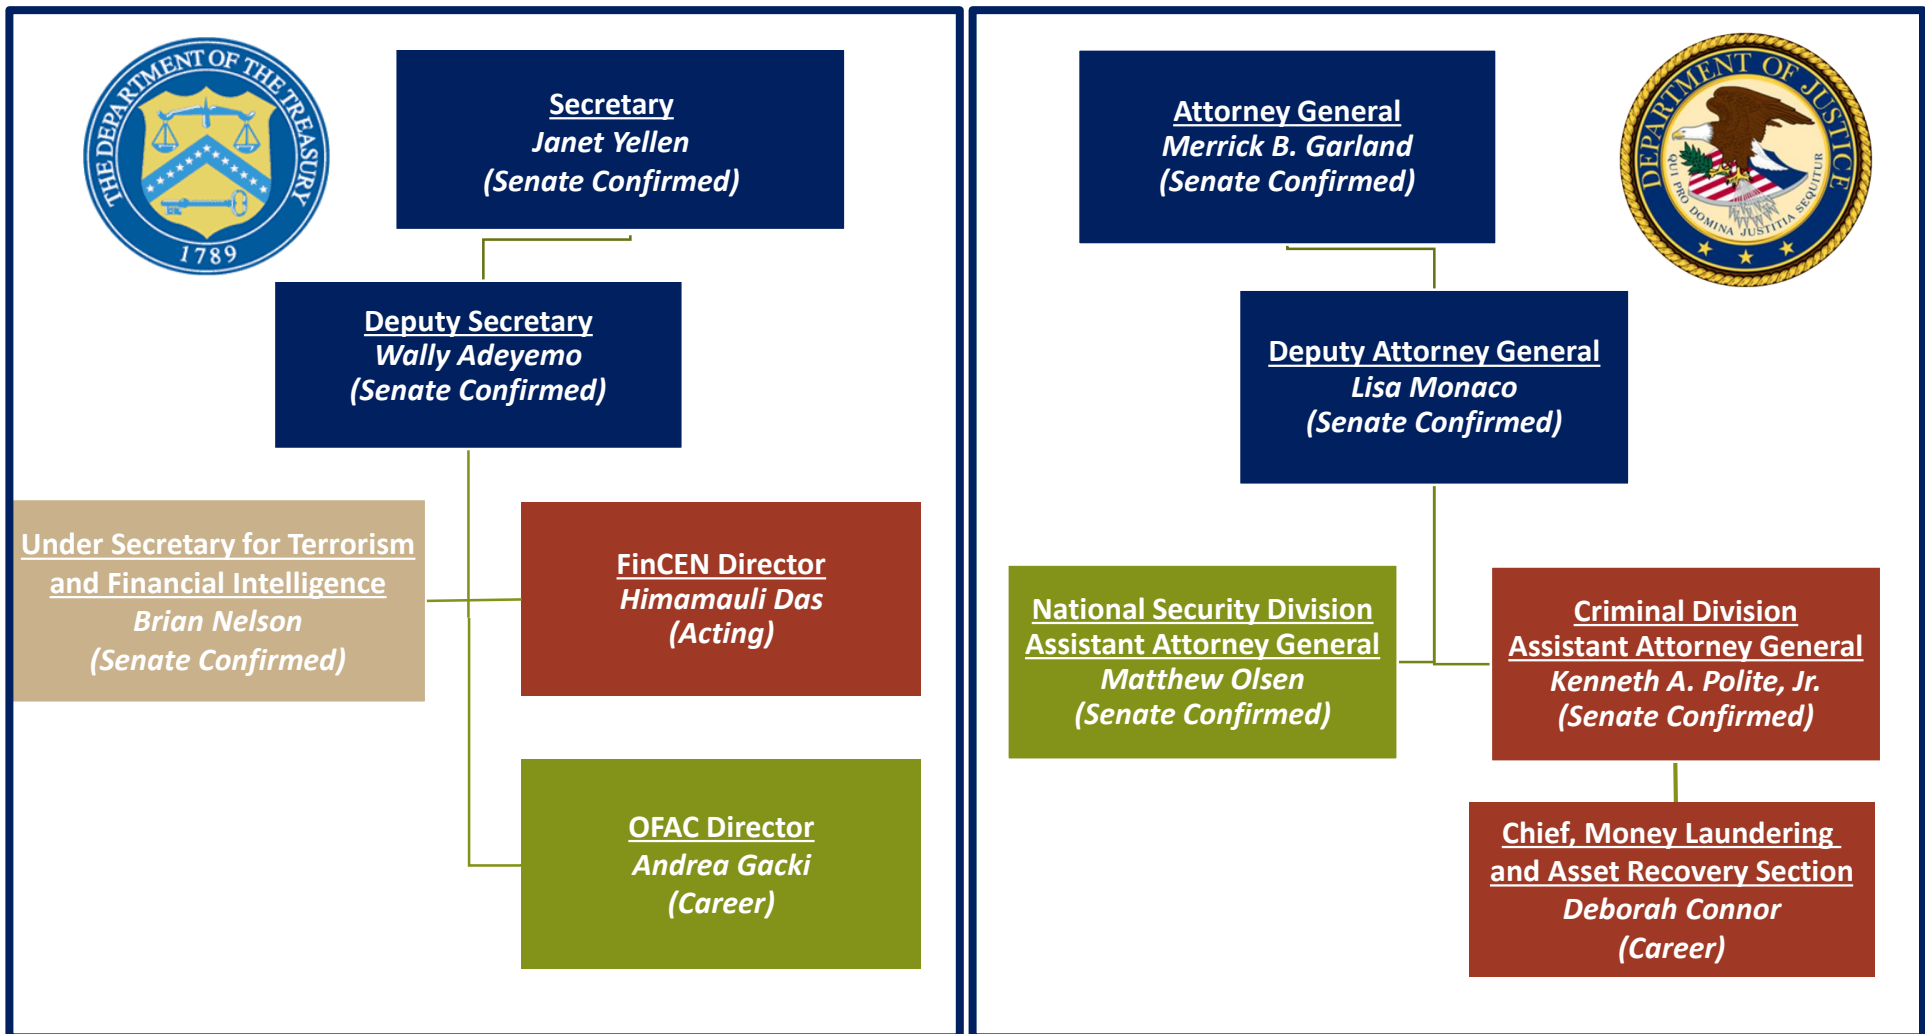 THE DEPARTMENT OF THE TREASURY
1789
Secretary
Janet Yellen
(Senate Confirmed)
Deputy Secretary
Wally Adeyemo
(Senate Confirmed)
Under Secretary for Terrorism
and Financial Intelligence
Brian Nelson
(Senate Confirmed)
FinCEN Director
Himamauli Das
(Acting)
OFAC Director
Andrea Gacki
(Career)
Attorney General
Merrick B. Garland
(Senate Confirmed)
DEPARTMENT OF JUSTICE
QUI PRO DOMINA JUSTITIA SEQUITUR
Deputy Attorney General
Lisa Monaco
(Senate Confirmed)
National Security Division
Assistant Attorney General
Matthew Olsen
(Senate Confirmed)
Criminal Division
Assistant Attorney General
Kenneth A. Polite, Jr.
(Senate Confirmed)
Chief, Money Laundering
and Asset Recovery Section
Deborah Connor
(Career)